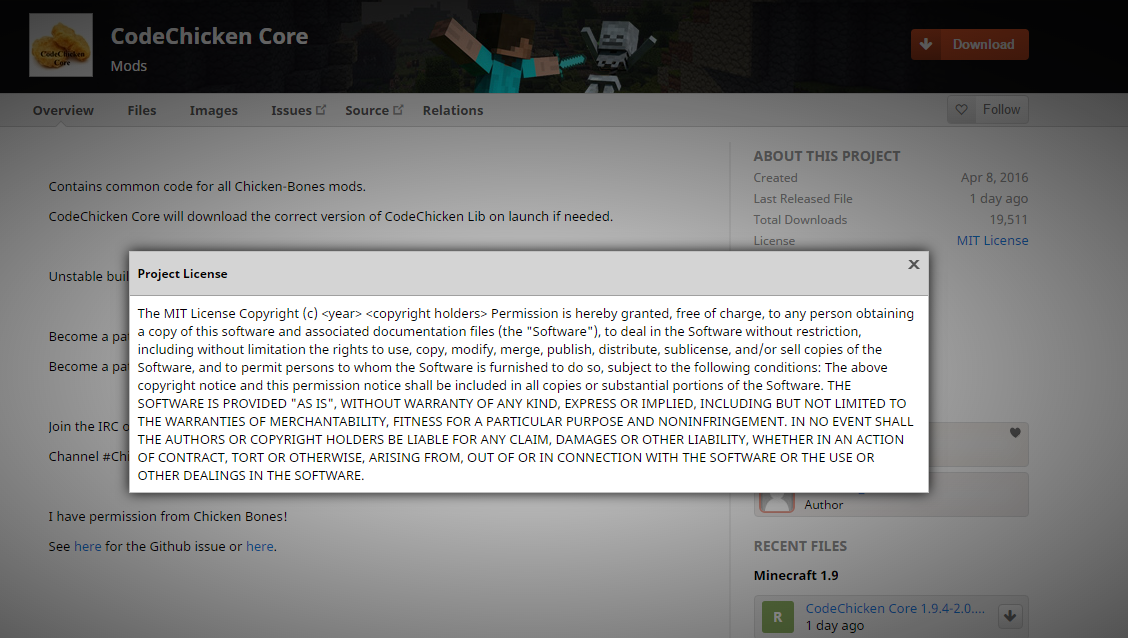 CodeChicken Core
CodeChicken Core
Mods
Download
Overview Files Images Issues Source Relations
Follow
Contains common code for all Chicken-Bones mods.
CodeChicken Core will download the correct version of CodeChicken Lib on launch if needed.
Unstable buil
Become a pa
Become a pa
Join the IRC o
Channel #Chi
I have permission from Chicken Bones!
See here for the Github issue or here.
ABOUT THIS PROJECT
Created Apr 8, 2016
Last Released File 1 day ago
Total Downloads 19,511
License MIT License
Project License
The MIT License Copyright (c) <year> <copyright holders> Permission is hereby granted, free of charge, to any person obtaining
a copy of this software and associated documentation files (the "Software"), to deal in the Software without restriction,
including without limitation the rights to use, copy, modify, merge, publish, distribute, sublicense, and/or sell copies of the
Software, and to permit persons to whom the Software is furnished to do so, subject to the following conditions: The above
copyright notice and this permission notice shall be included in all copies or substantial portions of the Software. THE
SOFTWARE IS PROVIDED "AS IS", WITHOUT WARRANTY OF ANY KIND, EXPRESS OR IMPLIED, INCLUDING BUT NOT LIMITED TO
THE WARRANTIES OF MERCHANTABILITY, FITNESS FOR A PARTICULAR PURPOSE AND NONINFRINGEMENT. IN NO EVENT SHALL
THE AUTHORS OR COPYRIGHT HOLDERS BE LIABLE FOR ANY CLAIM, DAMAGES OR OTHER LIABILITY, WHETHER IN AN ACTION
OF CONTRACT, TORT OR OTHERWISE, ARISING FROM, OUT OF OR IN CONNECTION WITH THE SOFTWARE OR THE USE OR
OTHER DEALINGS IN THE SOFTWARE.
Author
RECENT FILES
Minecraft 1.9
R
CodeChicken Core 1.9.4-2.0....
1 day ago